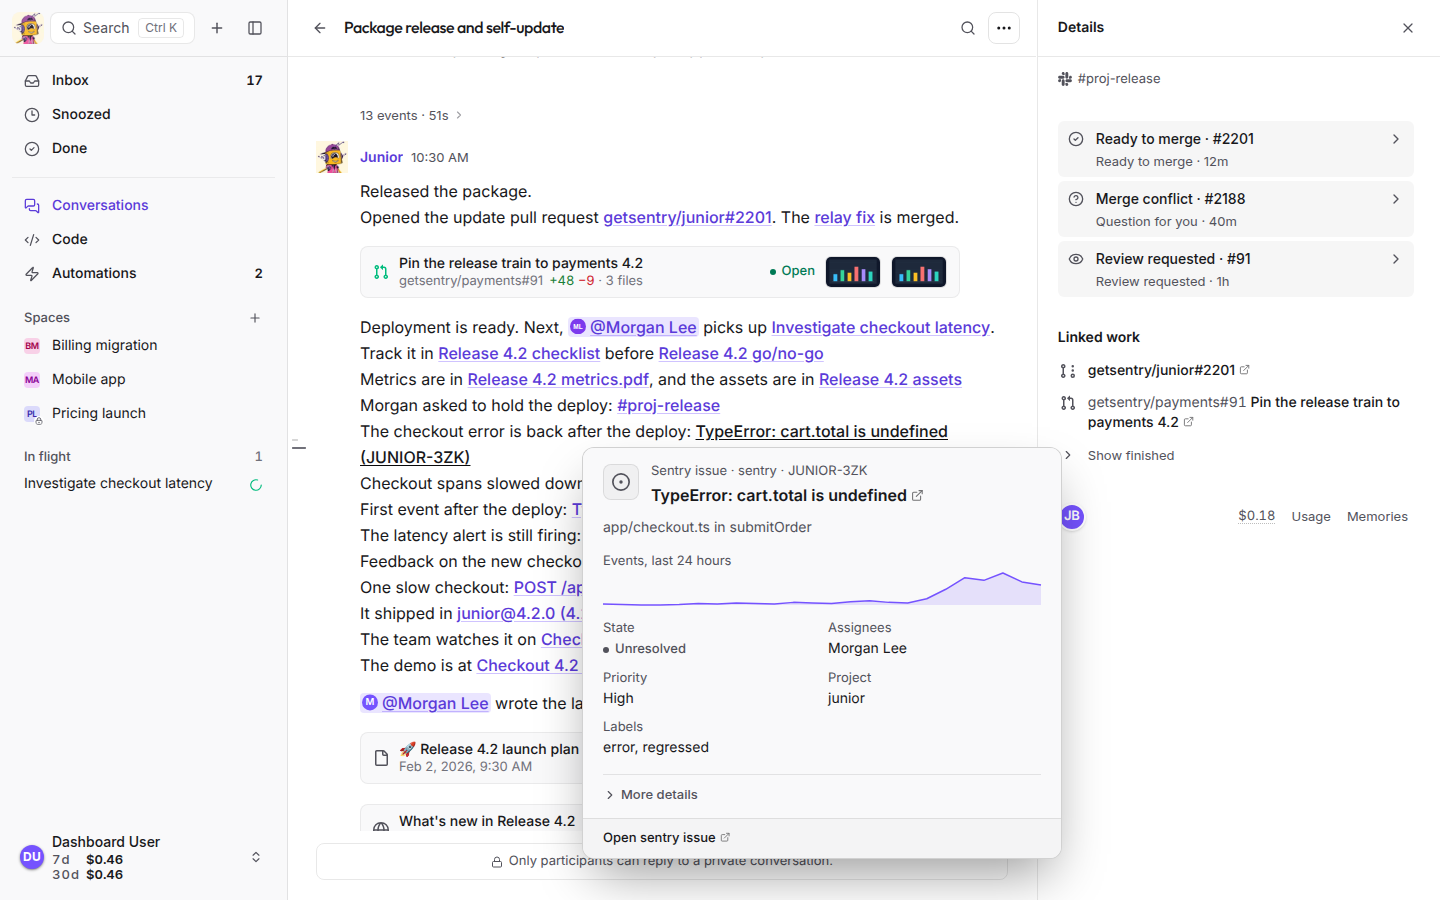 Search Ctrl K
Inbox 17
Snoozed
Done
Conversations
Code
Automations 2
Spaces
BM Billing migration
MA Mobile app
PL Pricing launch
In flight 1
Investigate checkout latency
DU Dashboard User
7d $0.46
30d $0.46
Package release and self-update
13 events · 51s
Junior 10:30 AM
Released the package.
Opened the update pull request getsentry/junior#2201. The relay fix is merged.
Pin the release train to payments 4.2
getsentry/payments#91 +48 −9 · 3 files
Open
Deployment is ready. Next, ML @Morgan Lee picks up Investigate checkout latency.
Track it in Release 4.2 checklist before Release 4.2 go/no-go
Metrics are in Release 4.2 metrics.pdf, and the assets are in Release 4.2 assets
Morgan asked to hold the deploy: #proj-release
The checkout error is back after the deploy: TypeError: cart.total is undefined
(JUNIOR-3ZK)
Checkout spans slowed down
First event after the deploy: T
The latency alert is still firing:
Feedback on the new checko
One slow checkout: POST /ap
It shipped in junior@4.2.0 (4.
The team watches it on Chec
The demo is at Checkout 4.2
M @Morgan Lee wrote the la
🚀 Release 4.2 launch plan
Feb 2, 2026, 9:30 AM
What's new in Release 4.2
Only participants can reply to a private conversation.
Sentry issue · sentry · JUNIOR-3ZK
TypeError: cart.total is undefined
app/checkout.ts in submitOrder
Events, last 24 hours
State Assignees
Unresolved Morgan Lee
Priority Project
High junior
Labels
error, regressed
More details
Open sentry issue
Details
#proj-release
Ready to merge · #2201
Ready to merge · 12m
Merge conflict · #2188
Question for you · 40m
Review requested · #91
Review requested · 1h
Linked work
getsentry/junior#2201
getsentry/payments#91 Pin the release train to
payments 4.2
Show finished
JB $0.18 Usage Memories